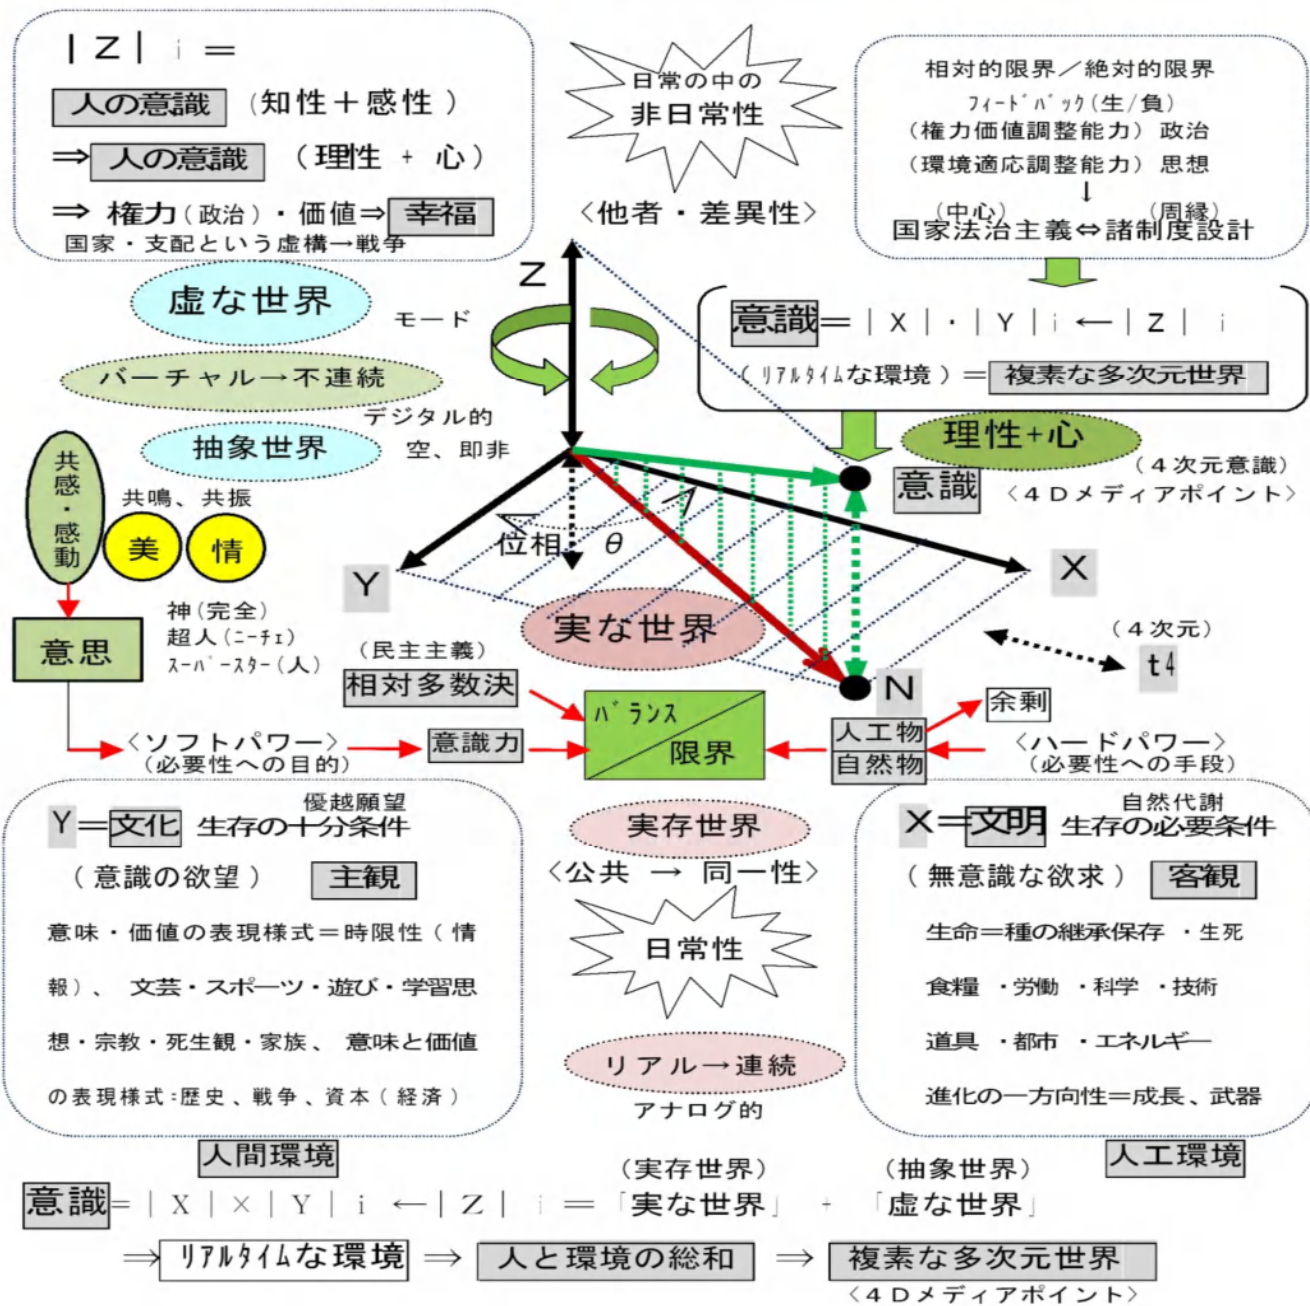 |Z| i =
人の意識 (知性+感性)
⇒ 人の意識 (理性 + 心)
⇒ 権力(政治)・価値⇒ 幸福
国家・支配という虚構→戦争
日常の中の
非日常性
〈他者・差異性〉
相対的限界/絶対的限界
フィードバック(生/負)
(権力価値調整能力) 政治
(環境適応調整能力) 思想
↓
(中心) (周縁)
国家法治主義⇔諸制度設計
意識=|X|・|Y| i ←|Z| i
(リアルタイムな環境)= 複素な多次元世界
虚な世界
モード
Z
バーチャル→不連続
デジタル的
空、即非
抽象世界
理性+心
意識
(4次元意識)
〈4Dメディアポイント〉
共感・感動
共鳴、共振
美 情
位相 θ
Y
X
実な世界
意思
神(完全)
超人(ニーチェ)
スーパースター(人)
(民主主義)
相対多数決
(4次元)
t4
N
余剰
〈ソフトパワー〉
(必要性への目的)
意識力
バランス
限界
人工物
自然物
〈ハードパワー〉
(必要性への手段)
優越願望
Y=文化 生存の十分条件
(意識の欲望) 主観
意味・価値の表現様式=時限性(情
報)、 文芸・スポーツ・遊び・学習思
想・宗教・死生観・家族、 意味と価値
の表現様式:歴史、戦争、資本(経済)
人間環境
実存世界
〈公共 → 同一性〉
日常性
リアル→連続
アナログ的
自然代謝
X=文明 生存の必要条件
(無意識な欲求) 客観
生命=種の継承保存 ・生死
食糧 ・労働 ・科学 ・技術
道具 ・都市 ・エネルギー
進化の一方向性=成長、武器
人工環境
(実存世界) (抽象世界)
意識=|X|×|Y| i ←|Z| i =「実な世界」 + 「虚な世界」
⇒ リアルタイムな環境 ⇒ 人と環境の総和 ⇒ 複素な多次元世界
〈4Dメディアポイント〉